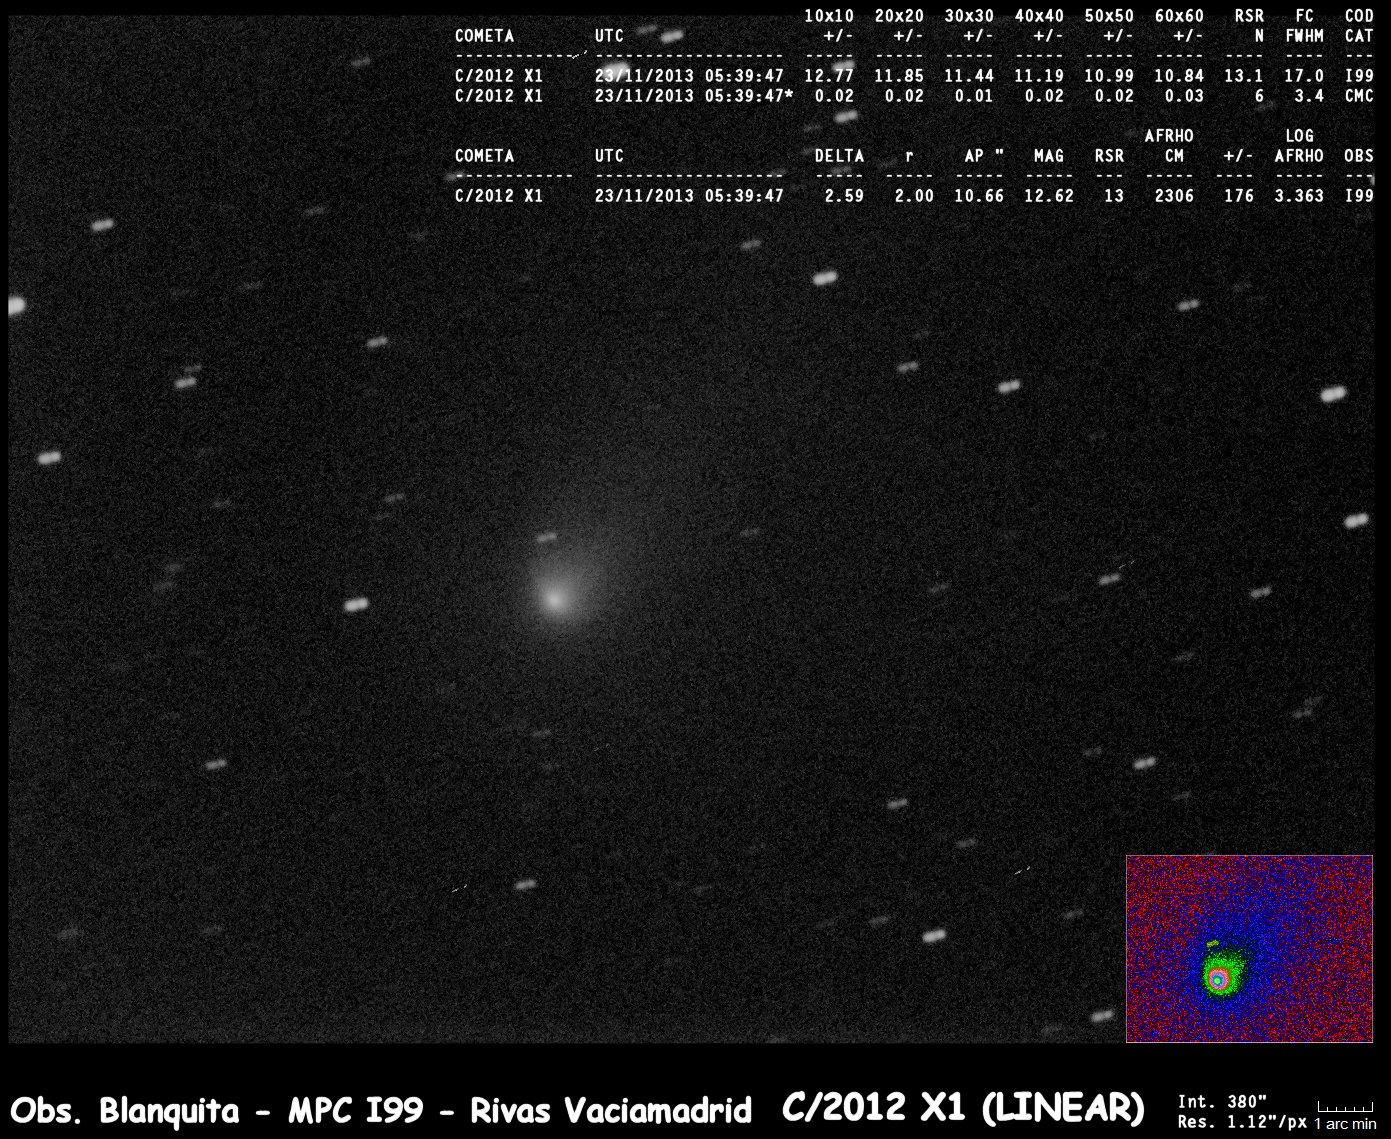 10x10 20x20 30x30 40x40 50x50 60x60 RSR FC COD
COMETA UTC +/- +/- +/- +/- +/- +/- N FWHM CAT
------------ ------------------- ----- ----- ----- ----- ----- ----- ---- ---- ---
C/2012 X1 23/11/2013 05:39:47 12.77 11.85 11.44 11.19 10.99 10.84 13.1 17.0 I99
C/2012 X1 23/11/2013 05:39:47* 0.02 0.02 0.01 0.02 0.02 0.03 6 3.4 CMC
AFRHO LOG
COMETA UTC DELTA r AP " MAG RSR CM +/- AFRHO OBS
------------ ------------------- ----- ----- ----- ----- --- ----- ---- ----- ---
C/2012 X1 23/11/2013 05:39:47 2.59 2.00 10.66 12.62 13 2306 176 3.363 I99
Obs. Blanquita - MPC I99 - Rivas Vaciamadrid C/2012 X1 (LINEAR)
Int. 380"
Res. 1.12"/px 1 arc min